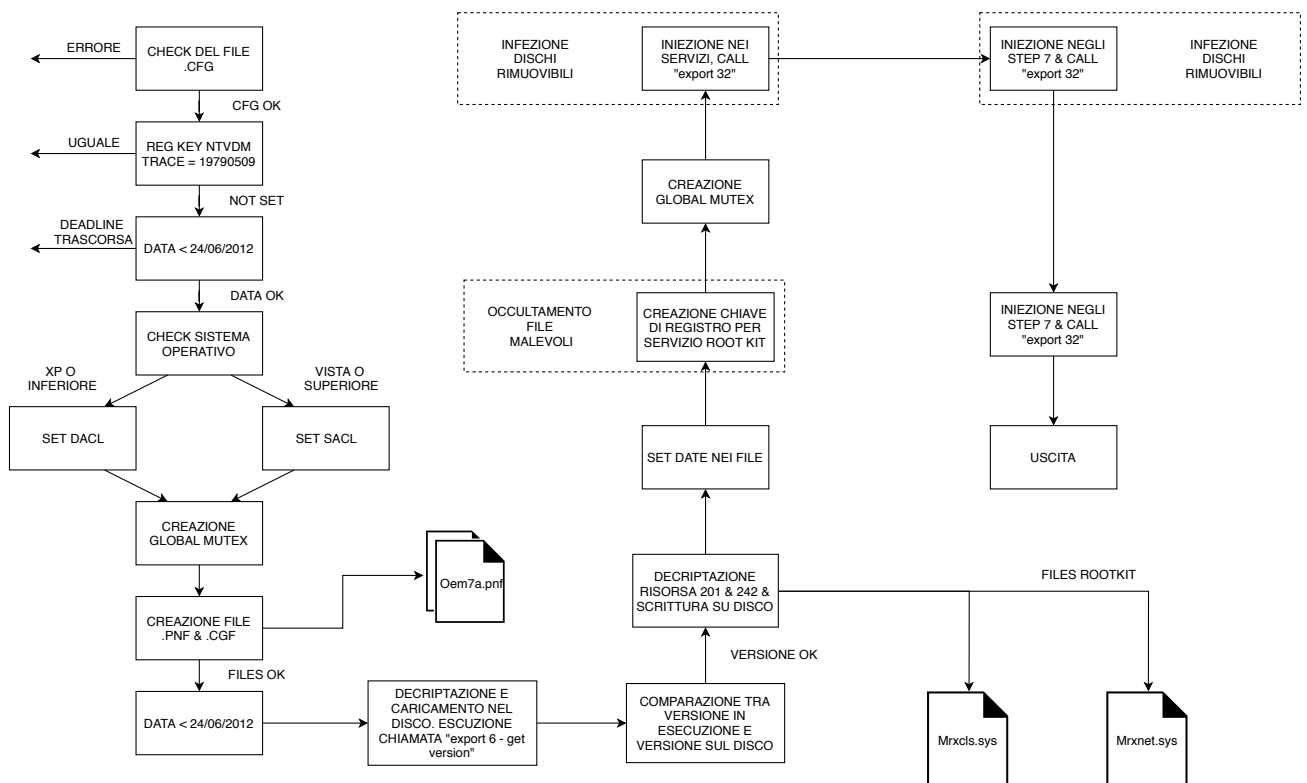 ERRORE
CHECK DEL FILE
.CFG
CFG OK
UGUALE
REG KEY NTVDM
TRACE = 19790509
NOT SET
DEADLINE
TRASCORSA
DATA < 24/06/2012
DATA OK
CHECK SISTEMA
OPERATIVO
XP O
INFERIORE
VISTA O
SUPERIORE
SET DACL
SET SACL
CREAZIONE
GLOBAL MUTEX
CREAZIONE FILE
.PNF & .CGF
Oem7a.pnf
FILES OK
DATA < 24/06/2012
DECRIPTAZIONE E
CARICAMENTO NEL
DISCO. ESCUZIONE
CHIAMATA "export 6 - get
version"
COMPARAZIONE TRA
VERSIONE IN
ESECUZIONE E
VERSIONE SUL DISCO
VERSIONE OK
DECRIPTAZIONE
RISORSA 201 & 242 &
SCRITTURA SU DISCO
FILES ROOTKIT
Mrxcls.sys
Mrxnet.sys
SET DATE NEI FILE
OCCULTAMENTO
FILE
MALEVOLI
CREAZIONE CHIAVE
DI REGISTRO PER
SERVIZIO ROOT KIT
CREAZIONE
GLOBAL MUTEX
INFEZIONE
DISCHI
RIMUOVIBILI
INIEZIONE NEI
SERVIZI, CALL
"export 32"
INIEZIONE NEGLI
STEP 7 & CALL
"export 32"
INFEZIONE
DISCHI
RIMUOVIBILI
INIEZIONE NEGLI
STEP 7 & CALL
"export 32"
USCITA